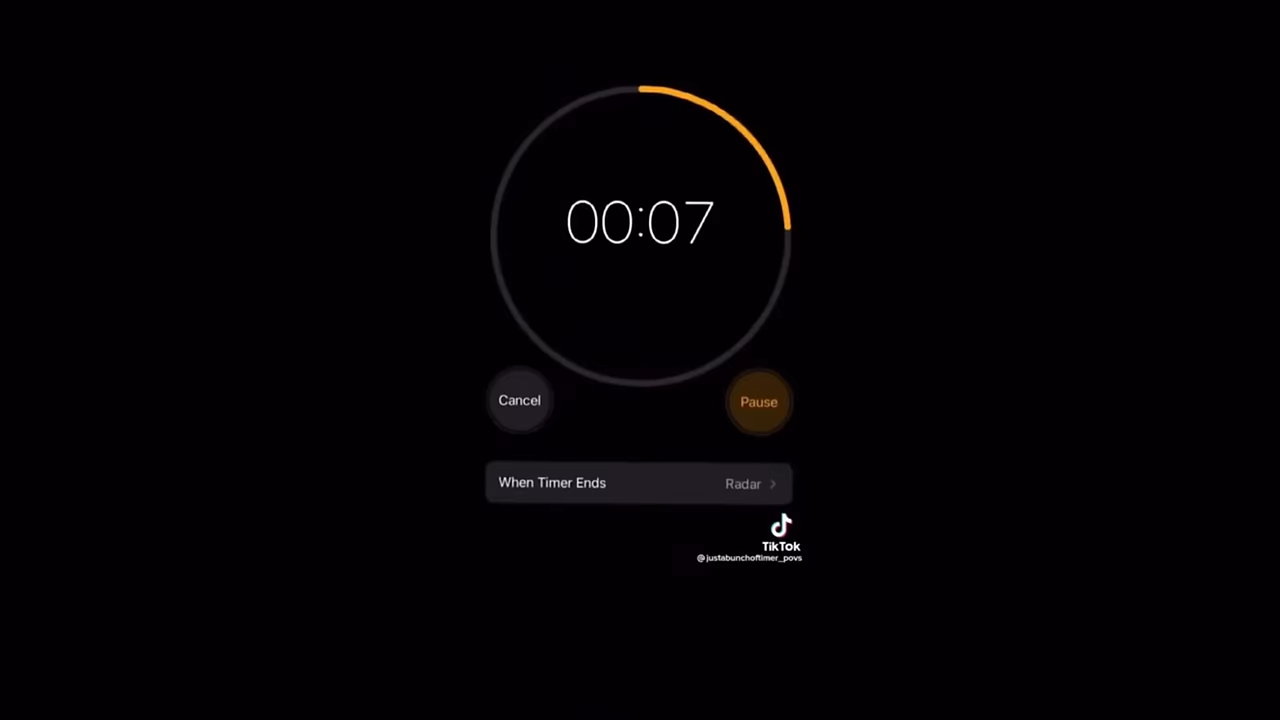 00:07
Cancel
Pause
When Timer Ends
Radar
TikTok
@justabunchoftimer_povs